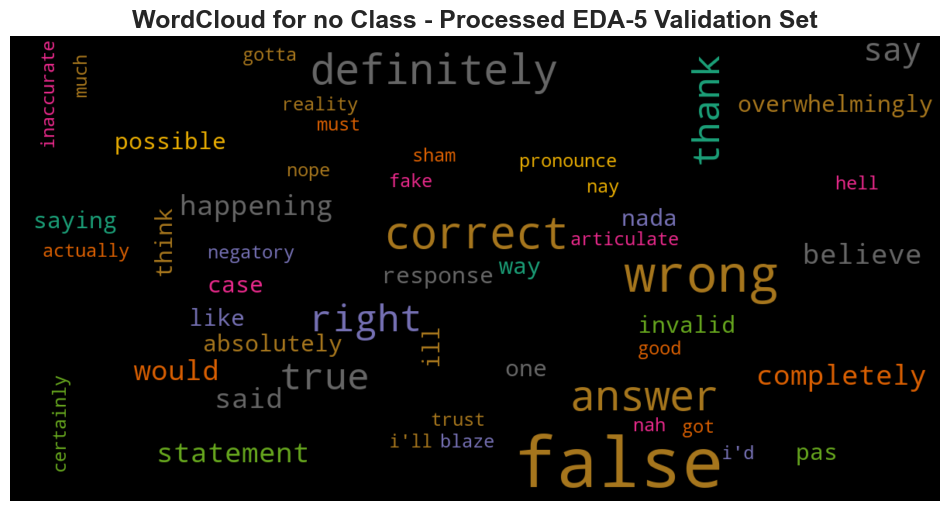 WordCloud for no Class - Processed EDA-5 Validation Set
inaccurate
much
gotta
definitely
say
thank
reality
overwhelmingly
must
possible
sham
pronounce
nope
fake
nay
hell
happening
saying
think
correct
nada
articulate
actually
negatory
believe
response
way
wrong
case
like
right
invalid
absolutely
ill
good
would
true
one
completely
said
answer
certainly
trust
nah
got
i'll
blaze
statement
false
i'd
pas